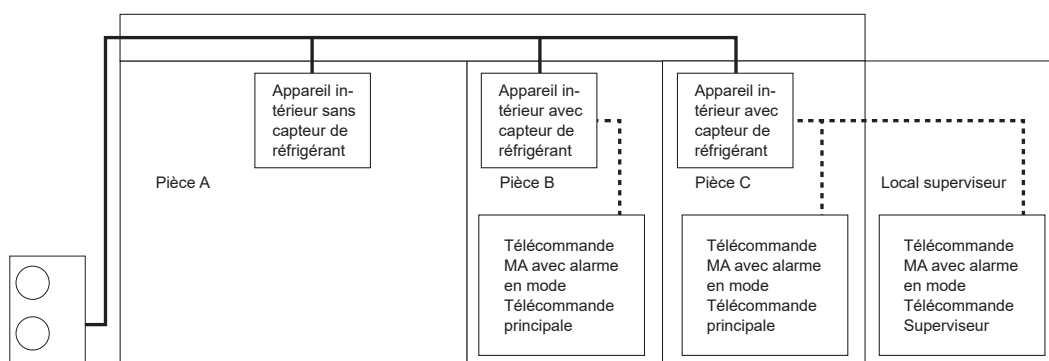 Appareil in-
térieur sans
capteur de
réfrigérant
Appareil in-
térieur avec
capteur de
réfrigérant
Appareil in-
térieur avec
capteur de
réfrigérant
Pièce A
Pièce B
Pièce C
Local superviseur
Télécommande
MA avec alarme
en mode
Télécommande
principale
Télécommande
MA avec alarme
en mode
Télécommande
principale
Télécommande
MA avec alarme
en mode
Télécommande
Superviseur